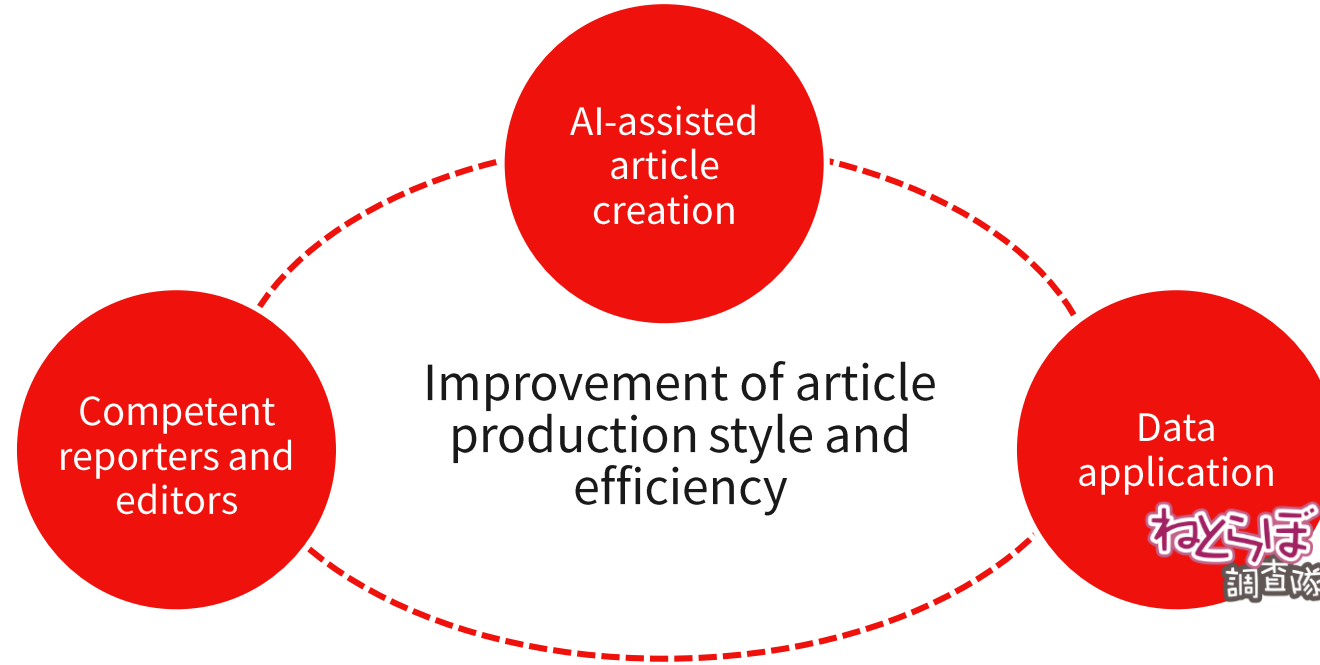 AI-assisted
article
creation
Improvement of article
production style and
efficiency
Competent
reporters and
editors
Data
application
ねとらぼ
調査隊